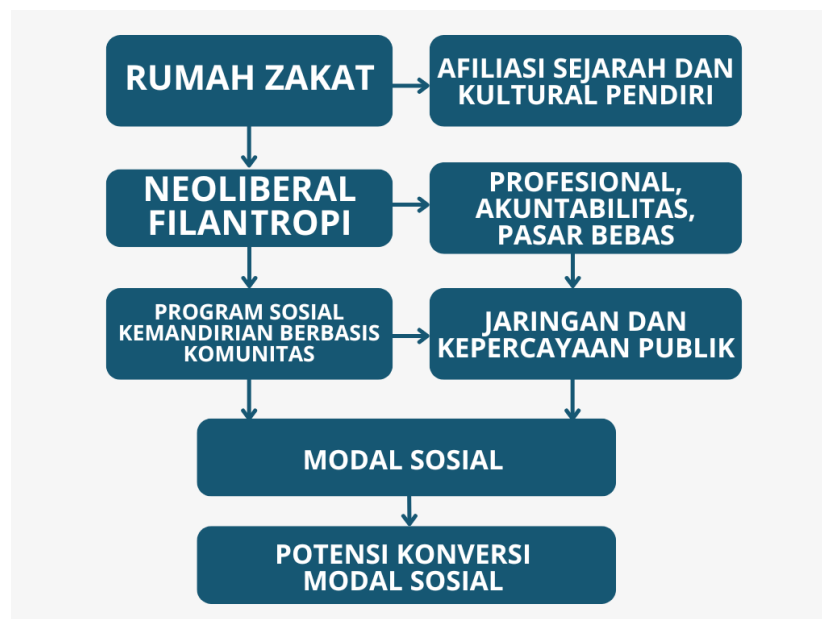 RUMAH ZAKAT
AFILIASI SEJARAH DAN
KULTURAL PENDIRI
NEOLIBERAL
FILANTROPI
PROFESIONAL,
AKUNTABILITAS,
PASAR BEBAS
PROGRAM SOSIAL
KEMANDIRIAN BERBASIS
KOMUNITAS
JARINGAN DAN
KEPERCAYAAN PUBLIK
MODAL SOSIAL
POTENSI KONVERSI
MODAL SOSIAL